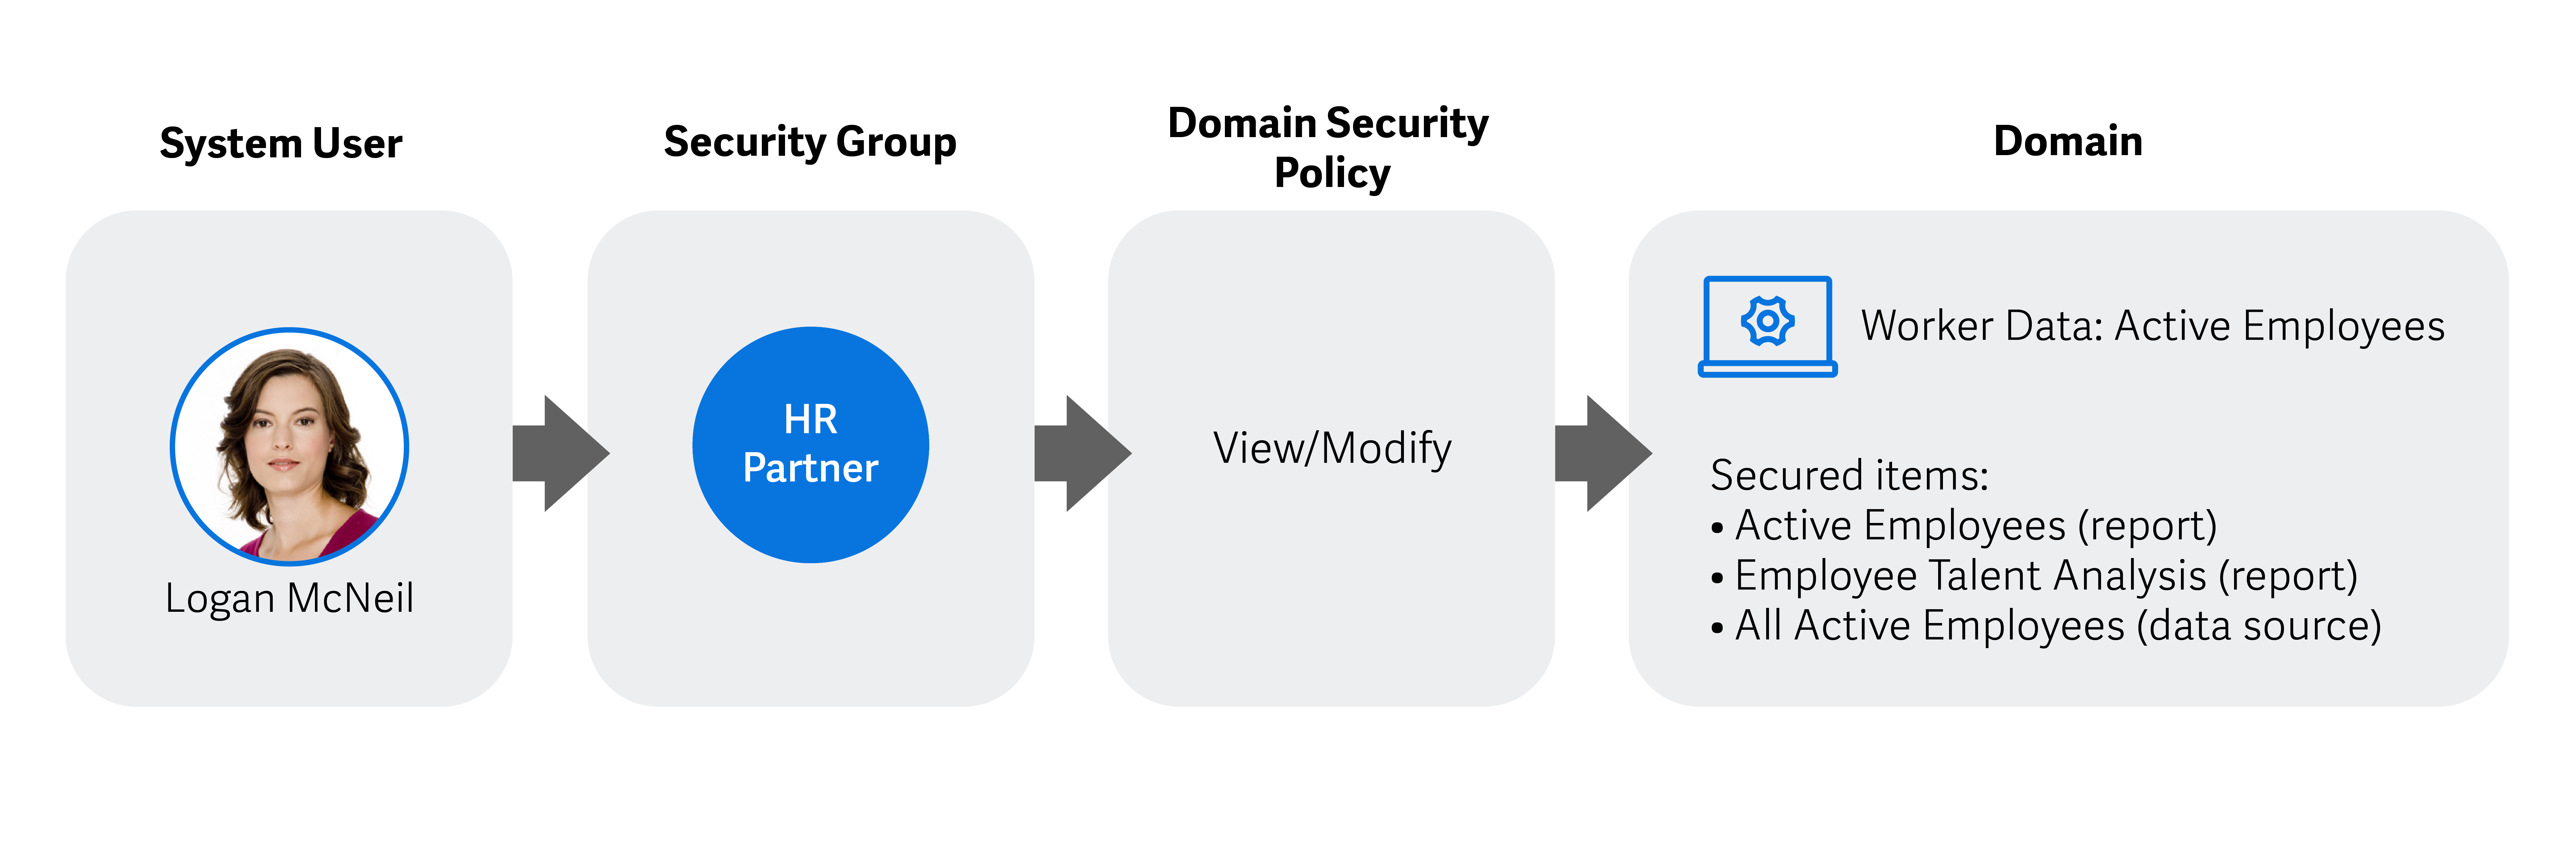 System User
Logan McNeil
Security Group
HR
Partner
Domain Security
Policy
View/Modify
Domain
Worker Data: Active Employees
Secured items:
• Active Employees (report)
• Employee Talent Analysis (report)
• All Active Employees (data source)